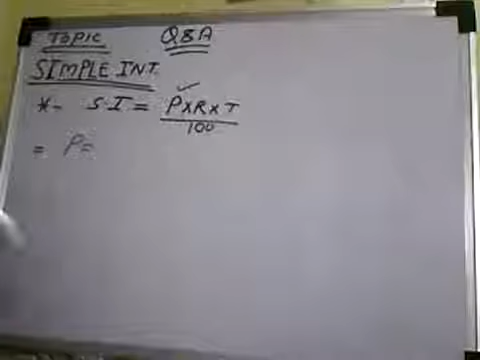 TOPIC Q&A
SIMPLE INT.
*- S.I = P×R×T
100
= P=